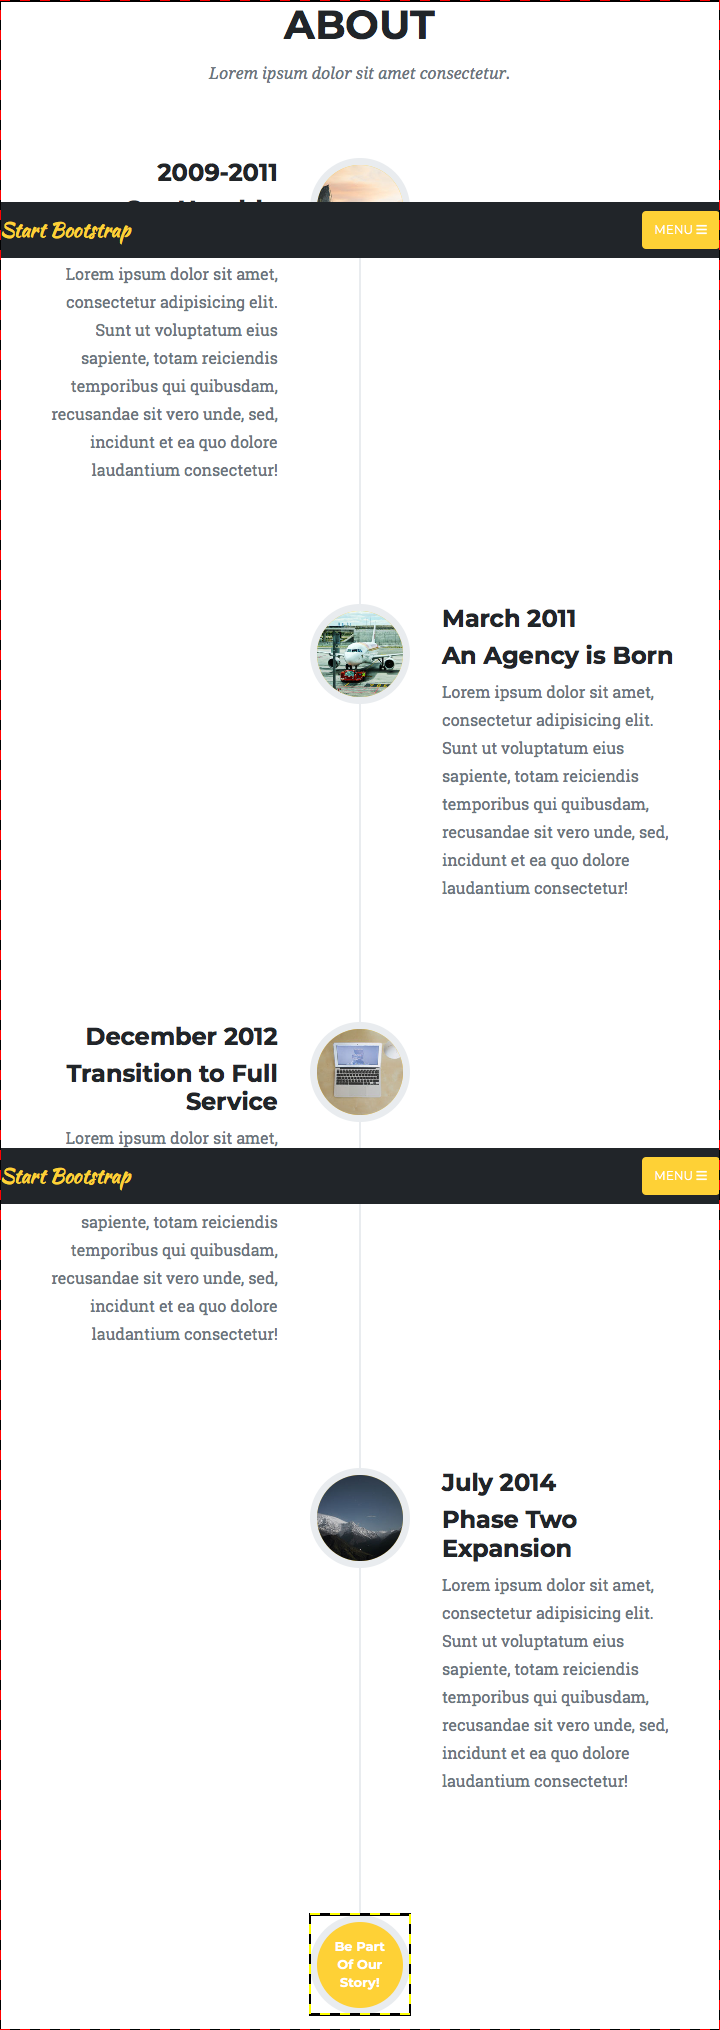 ABOUT
Lorem ipsum dolor sit amet consectetur.
2009-2011
Start Bootstrap
MENU
Lorem ipsum dolor sit amet,
consectetur adipisicing elit.
Sunt ut voluptatum eius
sapiente, totam reiciendis
temporibus qui quibusdam,
recusandae sit vero unde, sed,
incidunt et ea quo dolore
laudantium consectetur!
March 2011
An Agency is Born
Lorem ipsum dolor sit amet,
consectetur adipisicing elit.
Sunt ut voluptatum eius
sapiente, totam reiciendis
temporibus qui quibusdam,
recusandae sit vero unde, sed,
incidunt et ea quo dolore
laudantium consectetur!
December 2012
Transition to Full
Service
Lorem ipsum dolor sit amet,
Start Bootstrap
MENU
sapiente, totam reiciendis
temporibus qui quibusdam,
recusandae sit vero unde, sed,
incidunt et ea quo dolore
laudantium consectetur!
July 2014
Phase Two
Expansion
Lorem ipsum dolor sit amet,
consectetur adipisicing elit.
Sunt ut voluptatum eius
sapiente, totam reiciendis
temporibus qui quibusdam,
recusandae sit vero unde, sed,
incidunt et ea quo dolore
laudantium consectetur!
Be Part
Of Our
Story!